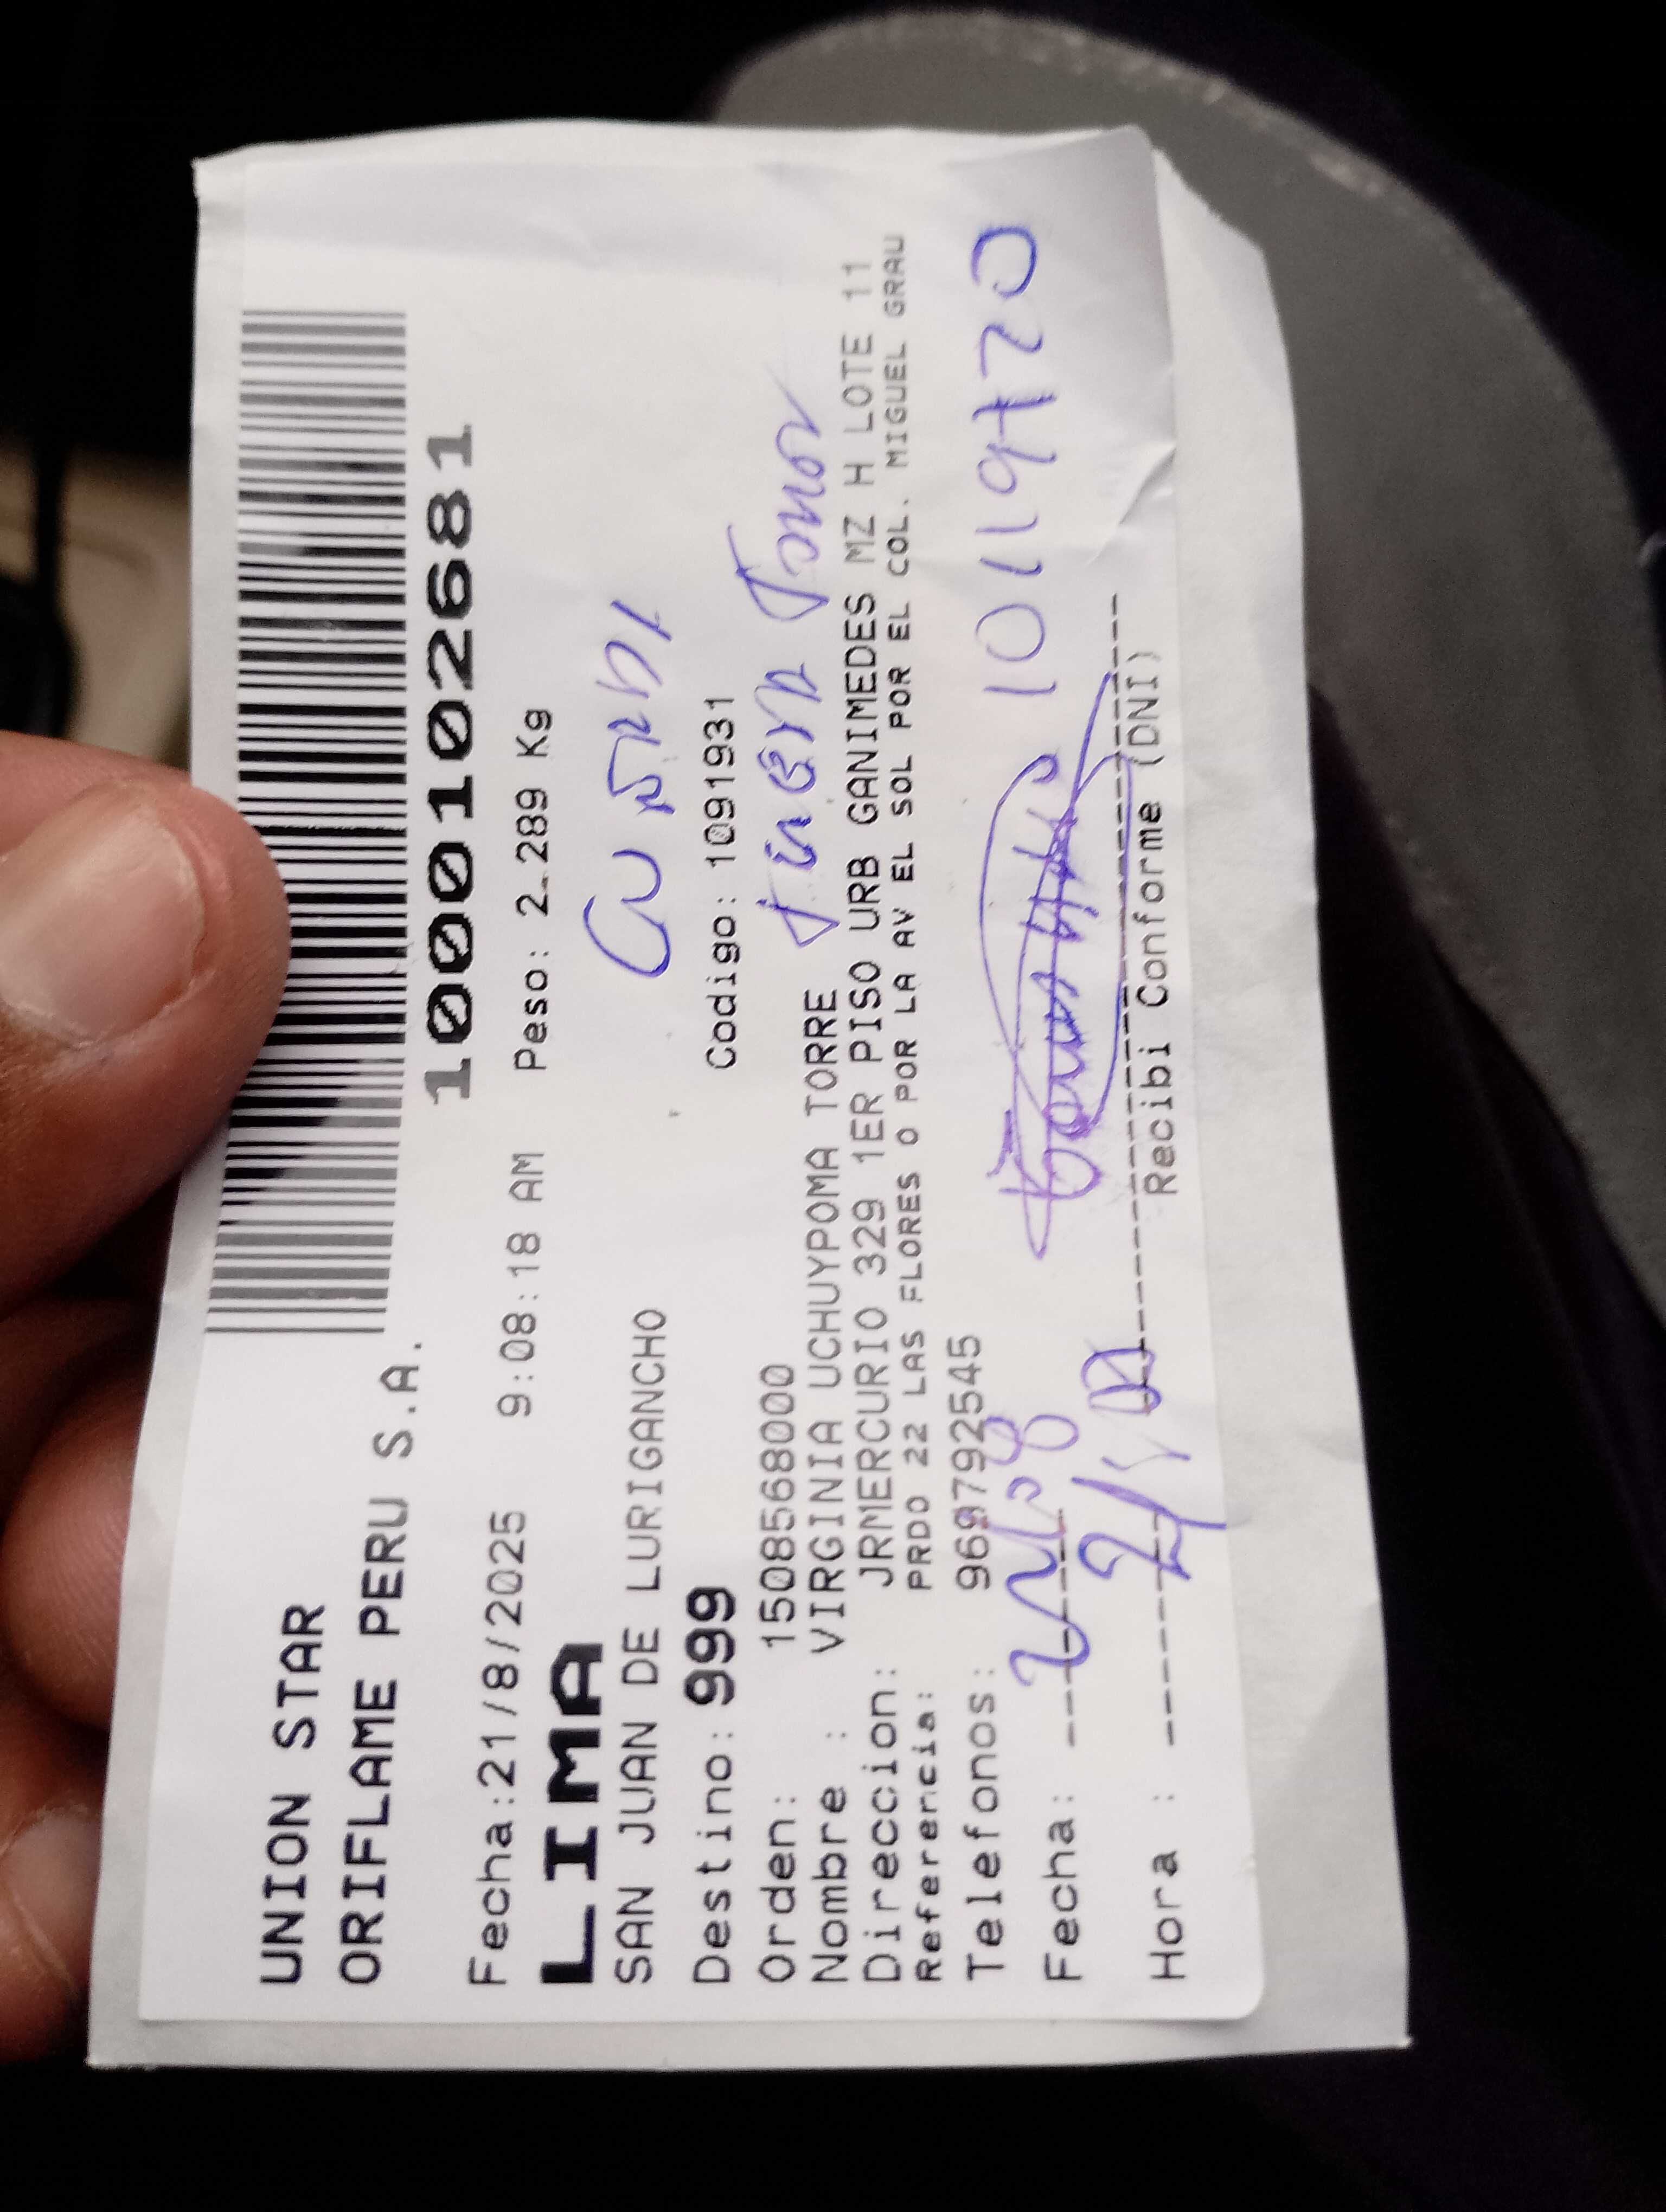 UNION STAR
ORIFLAME PERU S.A.
1000102681
Fecha:21/8/2025 9:08:18 AM Peso: 2.289 Kg
LIMA
SAN JUAN DE LURIGANCHO
Destino: 999 Codigo: 1091931
Orden: 15085568000
Nombre : VIRGINIA UCHUYPOMA TORRE
Direccion: JRMERCURIO 329 1ER PISO URB GANIMEDES MZ H LOTE 11
Referencia: PRDO 22 LAS FLORES O POR LA AV EL SOL POR EL COL. MIGUEL GRAU
Telefonos: 969792545
10119720
Fecha:
Hora :
Recibi Conforme (DNI)